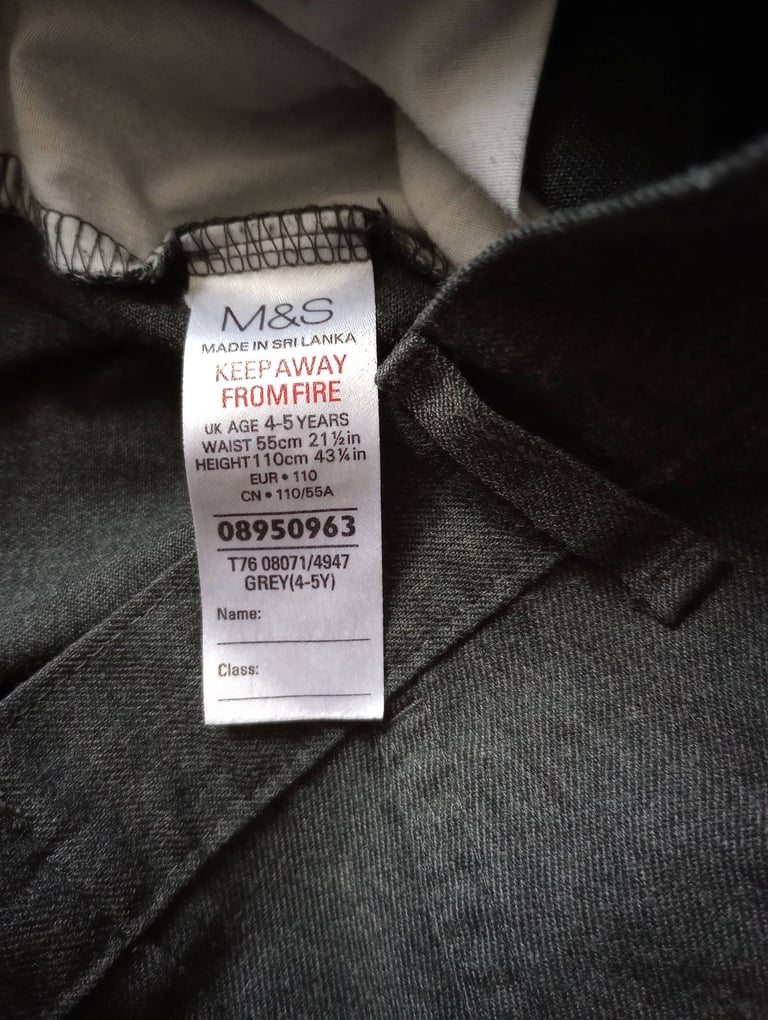 M&S
MADE IN SRI LANKA
KEEP AWAY
FROM FIRE
UK AGE 4-5 YEARS
WAIST 55cm 21½in
HEIGHT 110cm 43¼in
EUR • 110
CN • 110/55A
08950963
T76 08071/4947
GREY(4-5Y)
Name:
Class: